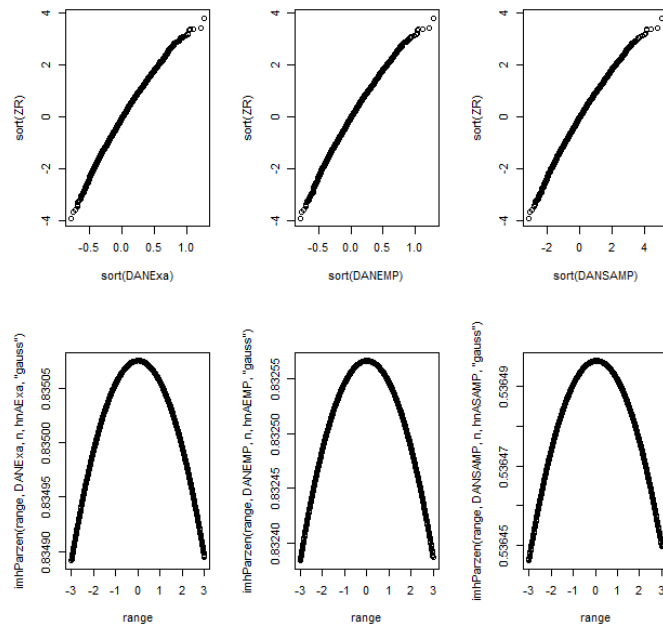 sort(ZR)
4
2
0
-2
-4
-0.5 0.0 0.5 1.0
sort(DANExa)
sort(ZR)
4
2
0
-2
-4
-0.5 0.0 0.5 1.0
sort(DANEMP)
sort(ZR)
4
2
0
-2
-4
-2 0 2 4
sort(DANSAMP)
imhParzen(range, DANExa, n, hnAExa, "gauss")
0.83505
0.83500
0.83495
0.83490
-3 -2 -1 0 1 2 3
range
imhParzen(range, DANEMP, n, hnAEMP, "gauss")
0.83255
0.83250
0.83245
0.83240
-3 -2 -1 0 1 2 3
range
imhParzen(range, DANSAMP, n, hnASAMP, "gauss")
0.53649
0.53647
0.53645
-3 -2 -1 0 1 2 3
range